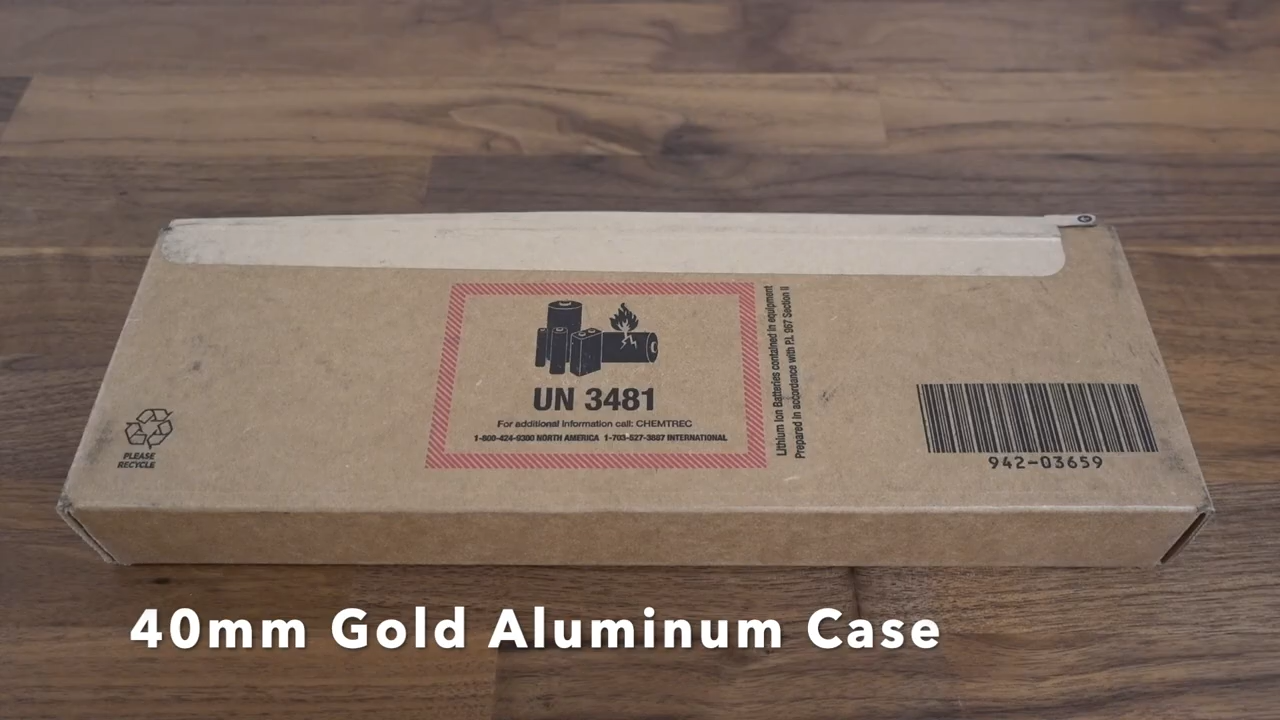 UN 3481
For additional information call: CHEMTREC
1-800-424-9300 NORTH AMERICA 1-703-527-3887 INTERNATIONAL
Lithium Ion Batteries contained in equipment
Prepared in accordance with P.I. 967 Section II
PLEASE
RECYCLE
942-03659
40mm Gold Aluminum Case